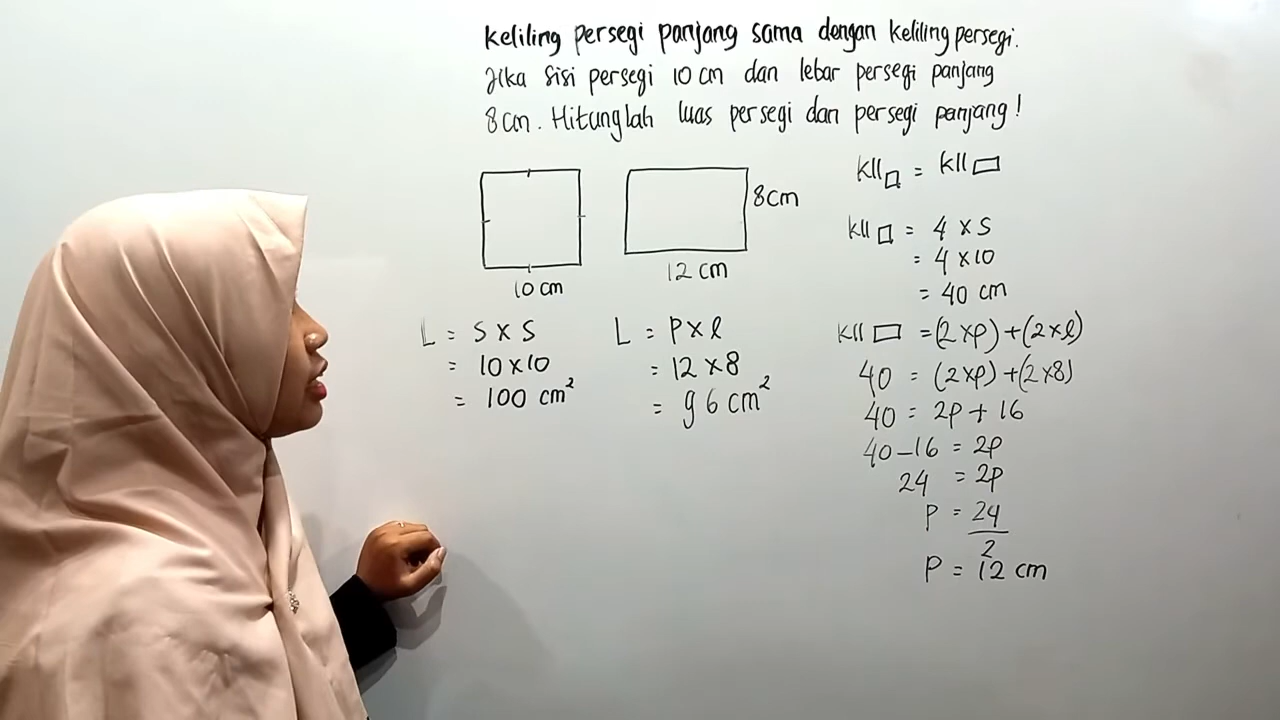 Keliling persegi panjang sama dengan keliling persegi.
Jika sisi persegi 10 cm dan lebar persegi panjang
8 cm. Hitunglah luas persegi dan persegi panjang!
10 cm
8 cm
12 cm
L = S x S
= 10 x 10
= 100 cm²
L = P x l
= 12 x 8
= 96 cm²
kll □ = kll ▭
kll □ = 4 x S
= 4 x 10
= 40 cm
kll ▭ = (2 x p) + (2 x l)
40 = (2 x p) + (2 x 8)
40 = 2p + 16
40 - 16 = 2p
24 = 2p
P = 24
2
P = 12 cm